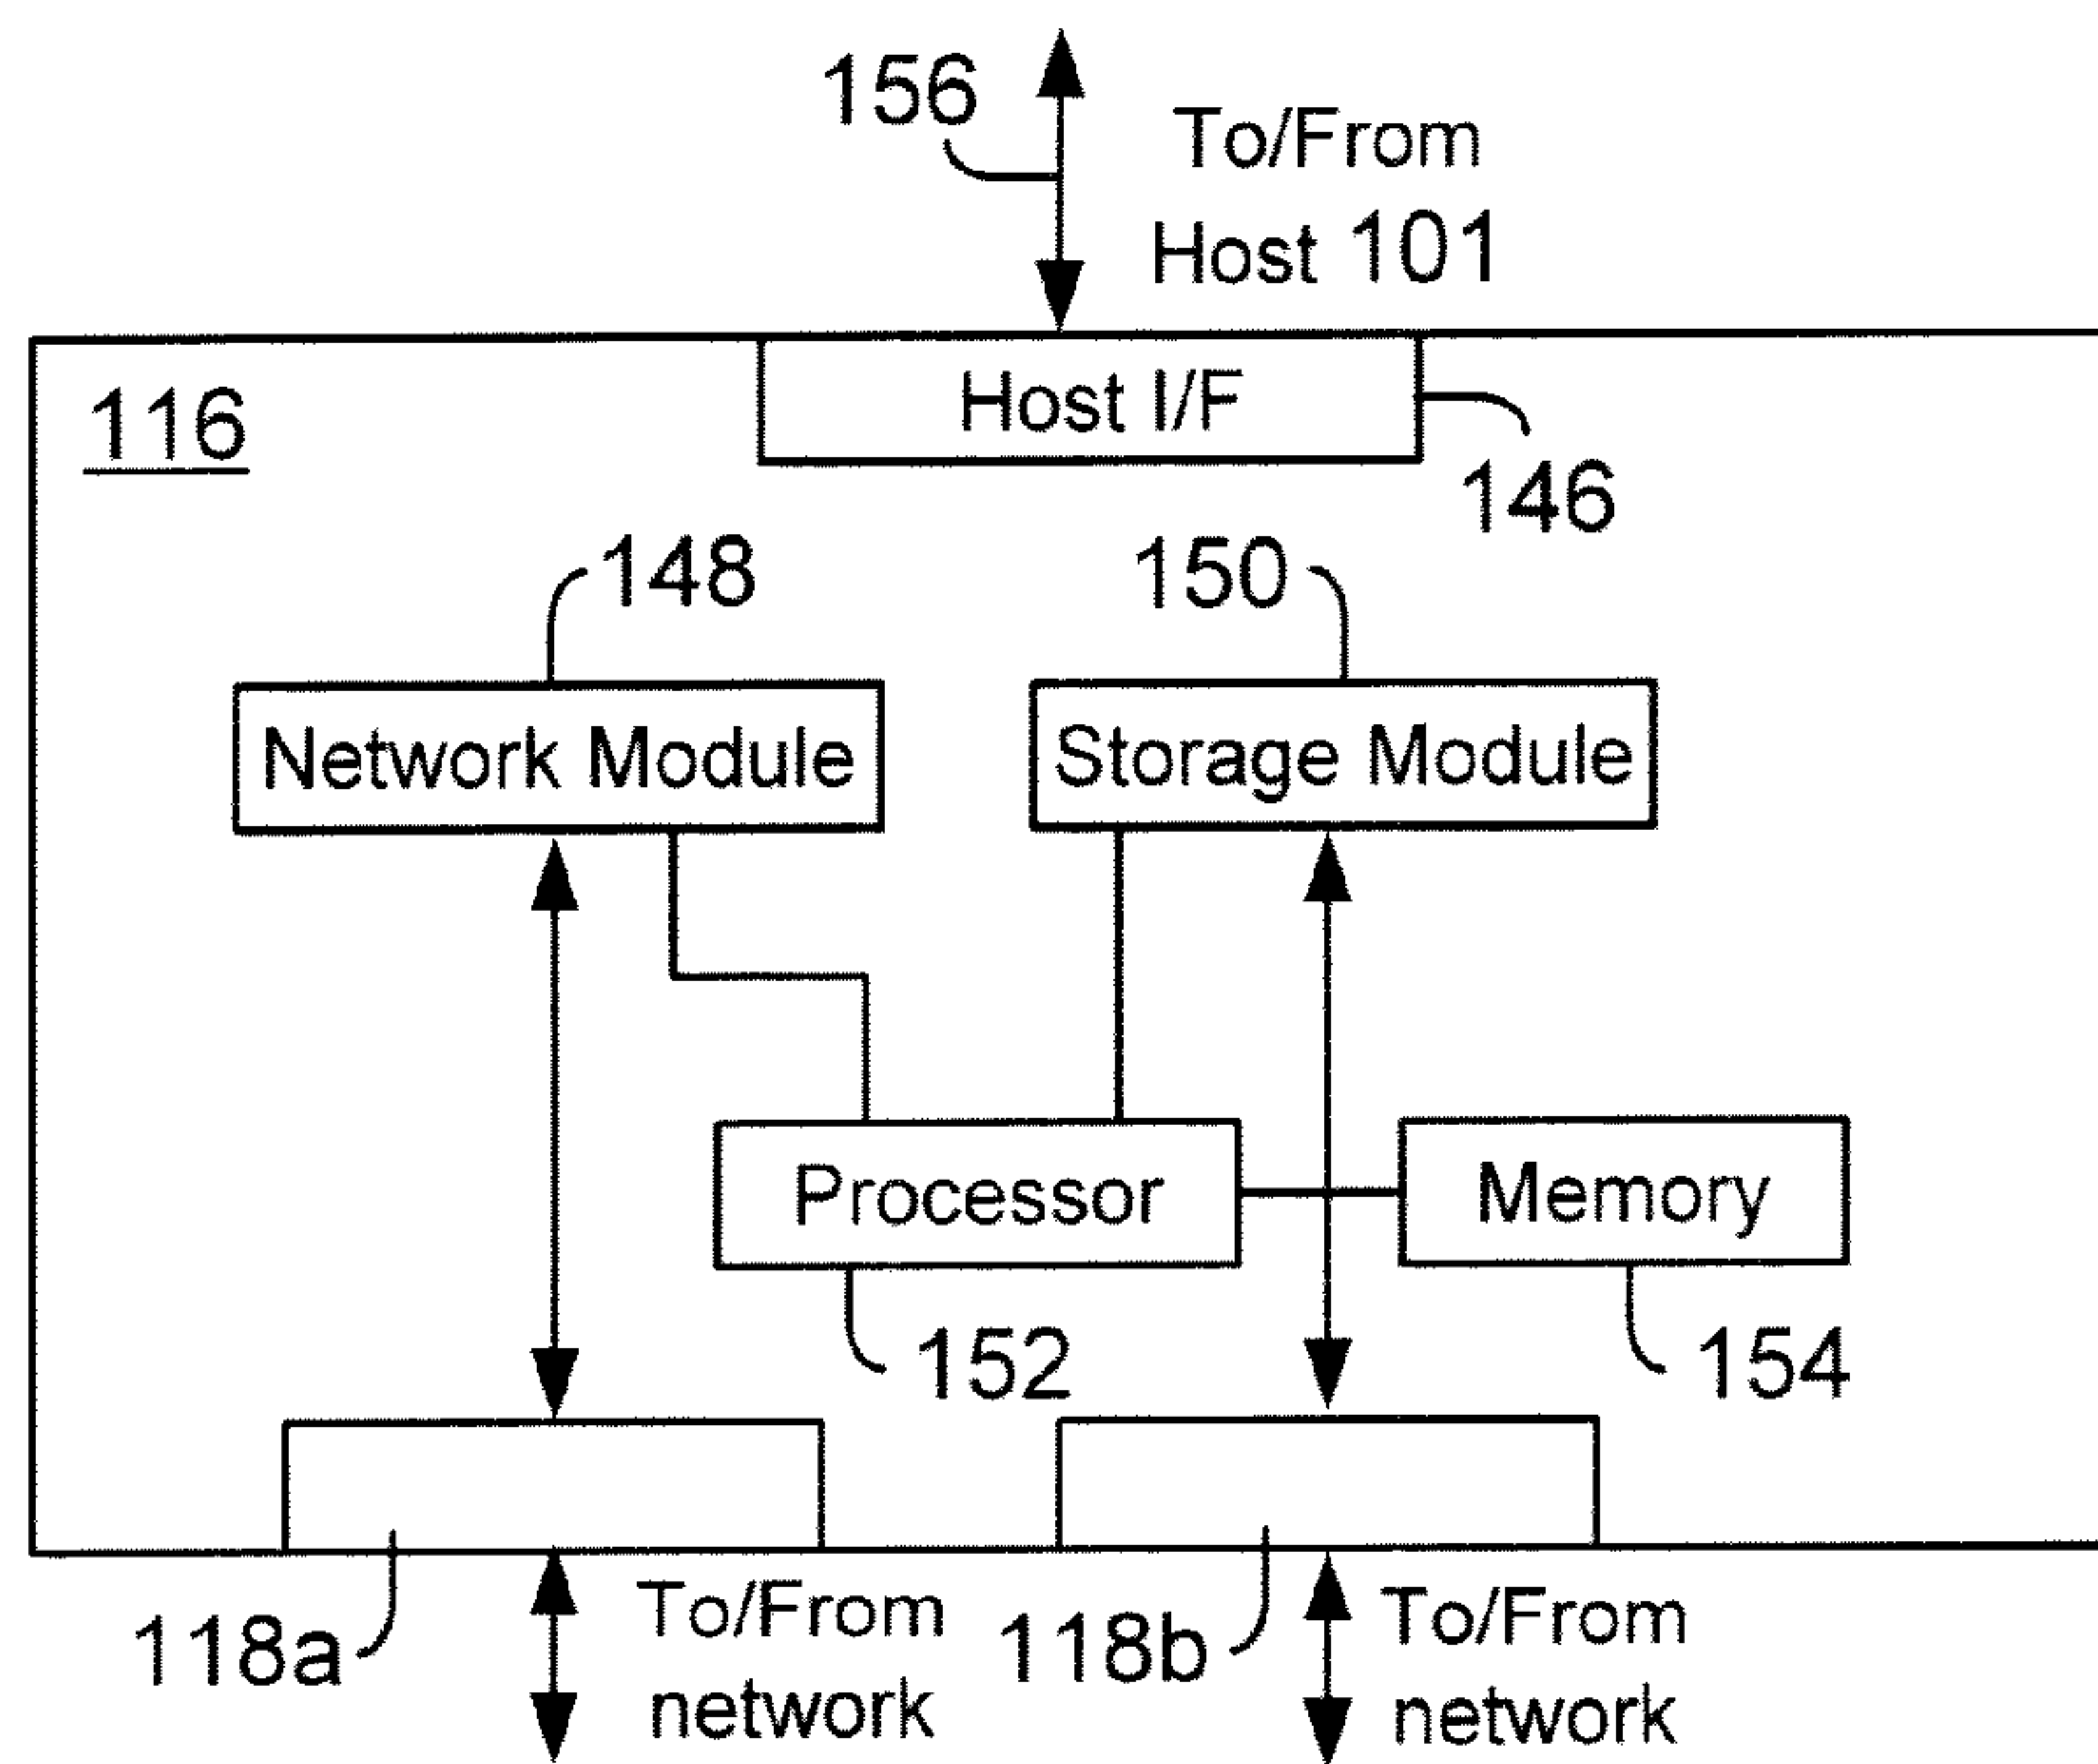 156
To/From
Host 101
116
Host I/F
146
148
150
Network Module
Storage Module
Processor
Memory
152
154
118a
To/From
network
118b
To/From
network